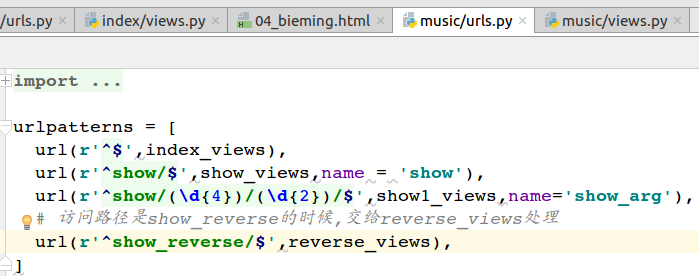 /urls.py index/views.py 04_bieming.html music/urls.py music/views.py
import ...
urlpatterns = [
url(r'^$',index_views),
url(r'^show/$',show_views,name = 'show'),
url(r'^show/(\d{4})/(\d{2})/$',show1_views,name='show_arg'),
# 访问路径是show_reverse的时候,交给reverse_views处理
url(r'^show_reverse/$',reverse_views),
]